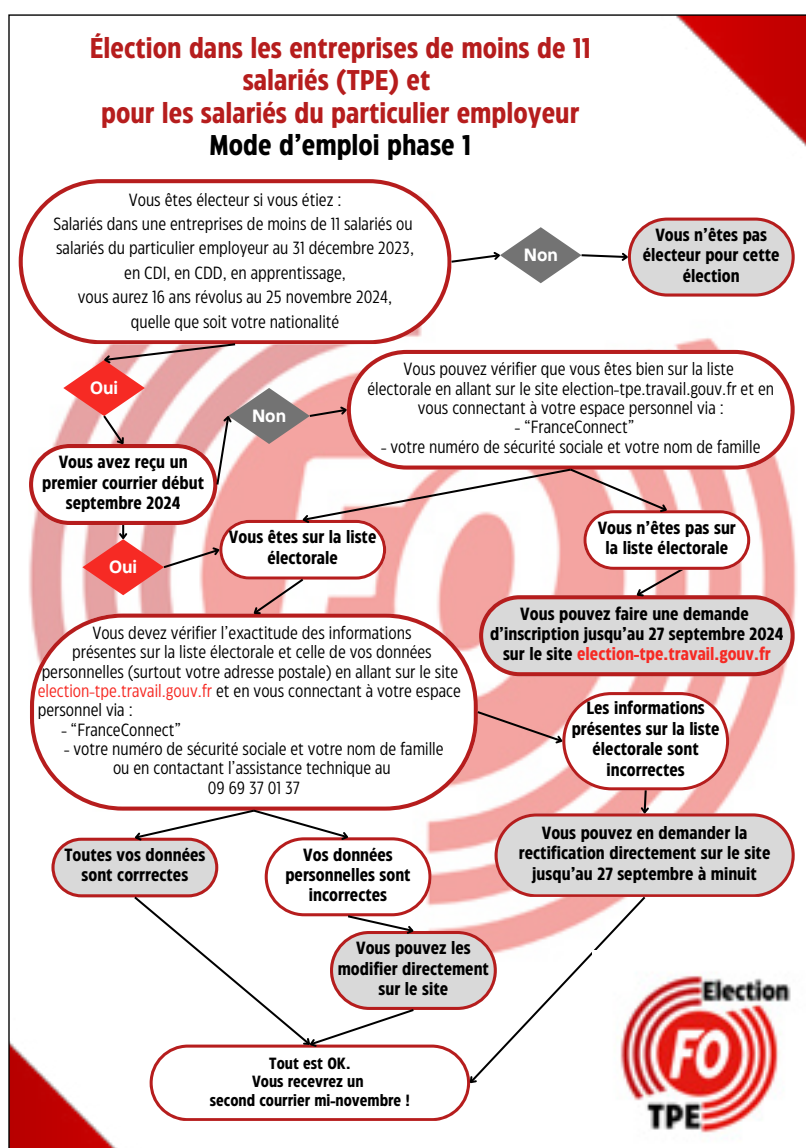 Élection dans les entreprises de moins de 11
salariés (TPE) et
pour les salariés du particulier employeur
Mode d'emploi phase 1
Vous êtes électeur si vous étiez :
Salariés dans une entreprises de moins de 11 salariés ou
salariés du particulier employeur au 31 décembre 2023,
en CDI, en CDD, en apprentissage,
vous aurez 16 ans révolus au 25 novembre 2024,
quelle que soit votre nationalité
Non
Vous n'êtes pas
électeur pour cette
élection
Oui
Vous avez reçu un
premier courrier début
septembre 2024
Non
Vous pouvez vérifier que vous êtes bien sur la liste
électorale en allant sur le site election-tpe.travail.gouv.fr et en
vous connectant à votre espace personnel via :
- "FranceConnect"
- votre numéro de sécurité sociale et votre nom de famille
Oui
Vous êtes sur la liste
électorale
Vous n'êtes pas sur
la liste électorale
Vous pouvez faire une demande
d'inscription jusqu'au 27 septembre 2024
sur le site election-tpe.travail.gouv.fr
Vous devez vérifier l'exactitude des informations
présentes sur la liste électorale et celle de vos données
personnelles (surtout votre adresse postale) en allant sur le site
election-tpe.travail.gouv.fr et en vous connectant à votre espace
personnel via :
- "FranceConnect"
- votre numéro de sécurité sociale et votre nom de famille
ou en contactant l'assistance technique au
09 69 37 01 37
Les informations
présentes sur la liste
électorale sont
incorrectes
Vous pouvez en demander la
rectification directement sur le site
jusqu'au 27 septembre à minuit
Toutes vos données
sont corrrectes
Vos données
personnelles sont
incorrectes
Vous pouvez les
modifier directement
sur le site
Tout est OK.
Vous recevrez un
second courrier mi-novembre !
Election
FO
TPE
FO